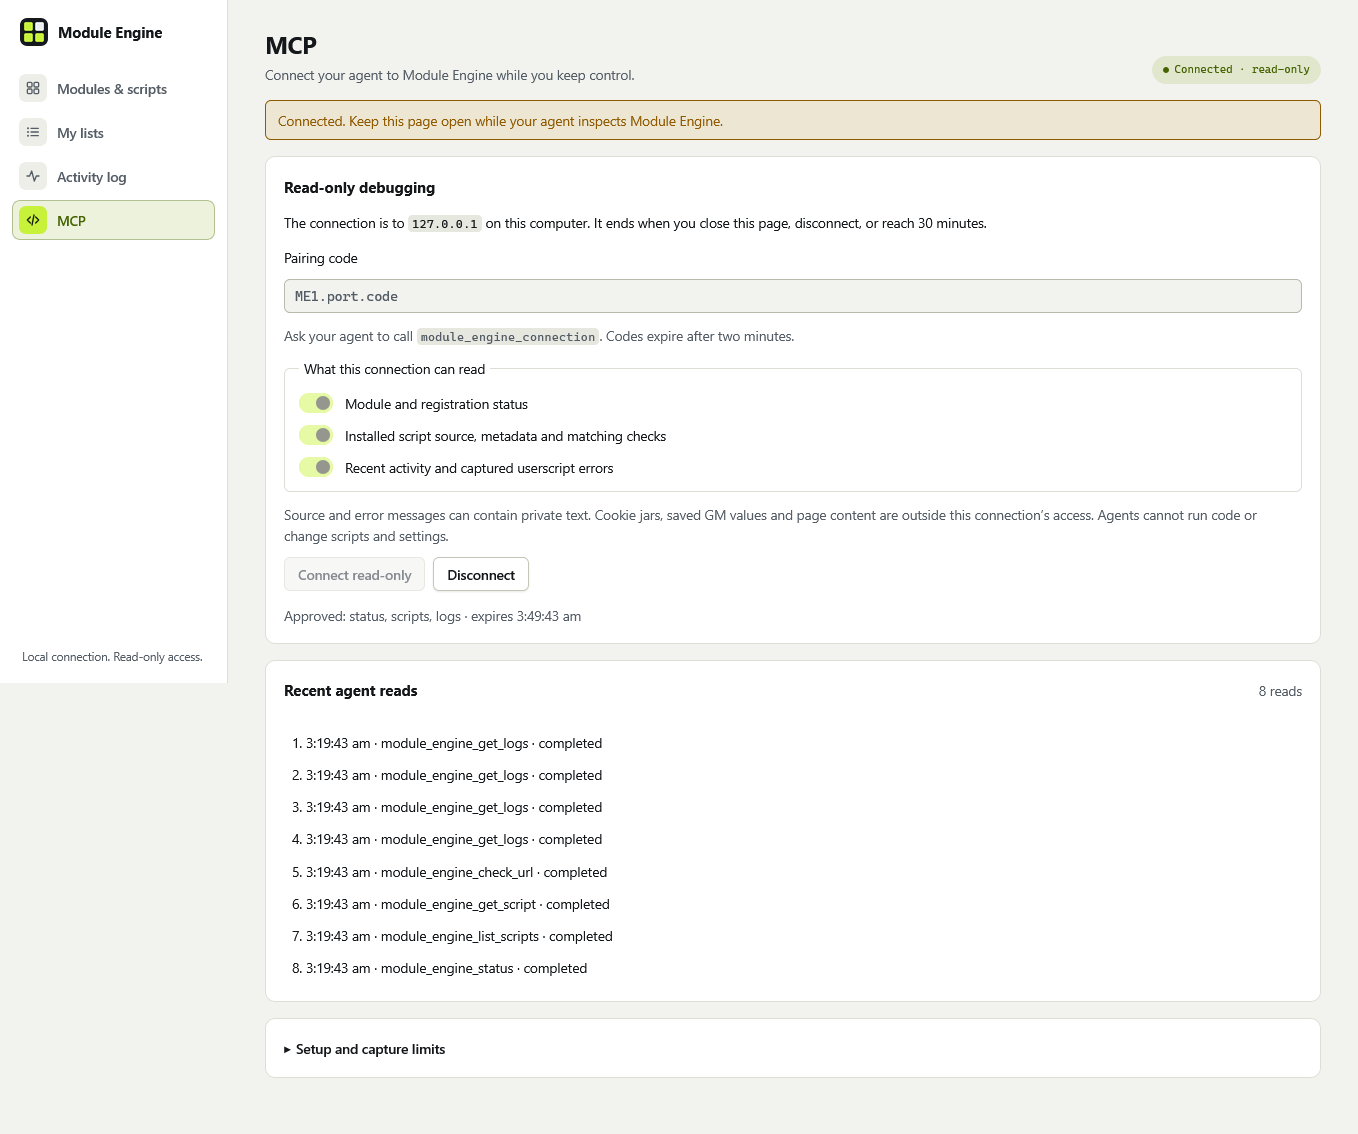 Module Engine
Modules & scripts
My lists
Activity log
MCP
Local connection. Read-only access.
MCP
Connect your agent to Module Engine while you keep control.
● Connected · read-only
Connected. Keep this page open while your agent inspects Module Engine.
Read-only debugging
The connection is to 127.0.0.1 on this computer. It ends when you close this page, disconnect, or reach 30 minutes.
Pairing code
ME1.port.code
Ask your agent to call module_engine_connection. Codes expire after two minutes.
What this connection can read
Module and registration status
Installed script source, metadata and matching checks
Recent activity and captured userscript errors
Source and error messages can contain private text. Cookie jars, saved GM values and page content are outside this connection’s access. Agents cannot run code or
change scripts and settings.
Connect read-only
Disconnect
Approved: status, scripts, logs · expires 3:49:43 am
Recent agent reads
8 reads
1. 3:19:43 am · module_engine_get_logs · completed
2. 3:19:43 am · module_engine_get_logs · completed
3. 3:19:43 am · module_engine_get_logs · completed
4. 3:19:43 am · module_engine_get_logs · completed
5. 3:19:43 am · module_engine_check_url · completed
6. 3:19:43 am · module_engine_get_script · completed
7. 3:19:43 am · module_engine_list_scripts · completed
8. 3:19:43 am · module_engine_status · completed
▸ Setup and capture limits